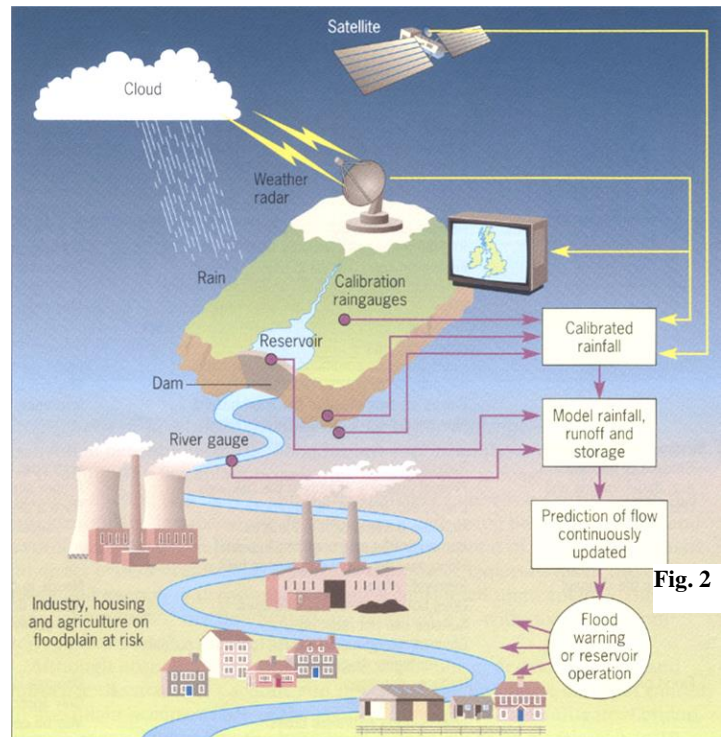 Satellite
Cloud
Weather
radar
Rain
Calibration
raingauges
Reservoir
Calibrated
rainfall
Dam
Model rainfall,
runoff and
storage
River gauge
Prediction of flow
continuously
updated
Fig. 2
Industry, housing
and agriculture on
floodplain at risk
Flood
warning
or reservoir
operation